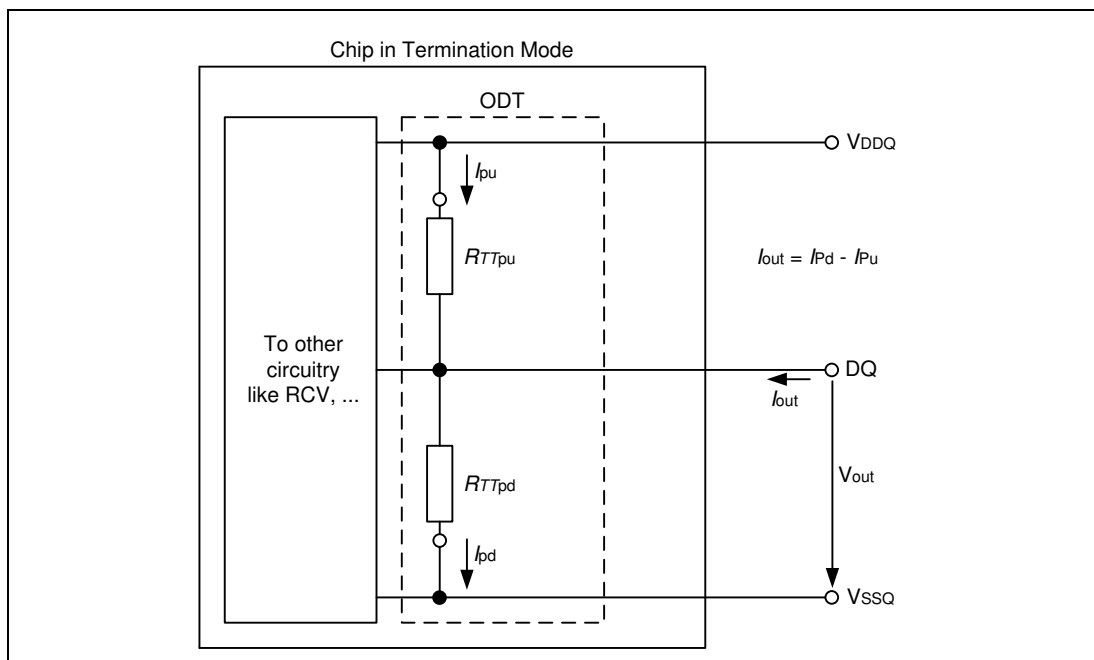 Chip in Termination Mode
ODT
VDDQ
Ipu
RTTpu
Iout = IPd - IPu
To other
circuitry
like RCV, ...
DQ
Iout
RTTpd
Vout
Ipd
VSSQ